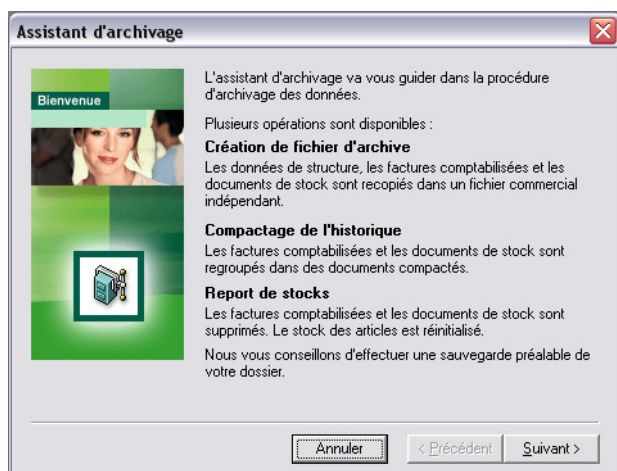 Assistant d'archivage
Bienvenue
L'assistant d'archivage va vous guider dans la procédure
d'archivage des données.
Plusieurs opérations sont disponibles :
Création de fichier d'archive
Les données de structure, les factures comptabilisées et les
documents de stock sont recopiés dans un fichier commercial
indépendant.
Compactage de l'historique
Les factures comptabilisées et les documents de stock sont
regroupés dans des documents compactés.
Report de stocks
Les factures comptabilisées et les documents de stock sont
supprimés. Le stock des articles est réinitialisé.
Nous vous conseillons d'effectuer une sauvegarde préalable de
votre dossier.
Annuler
< Précédent
Suivant >